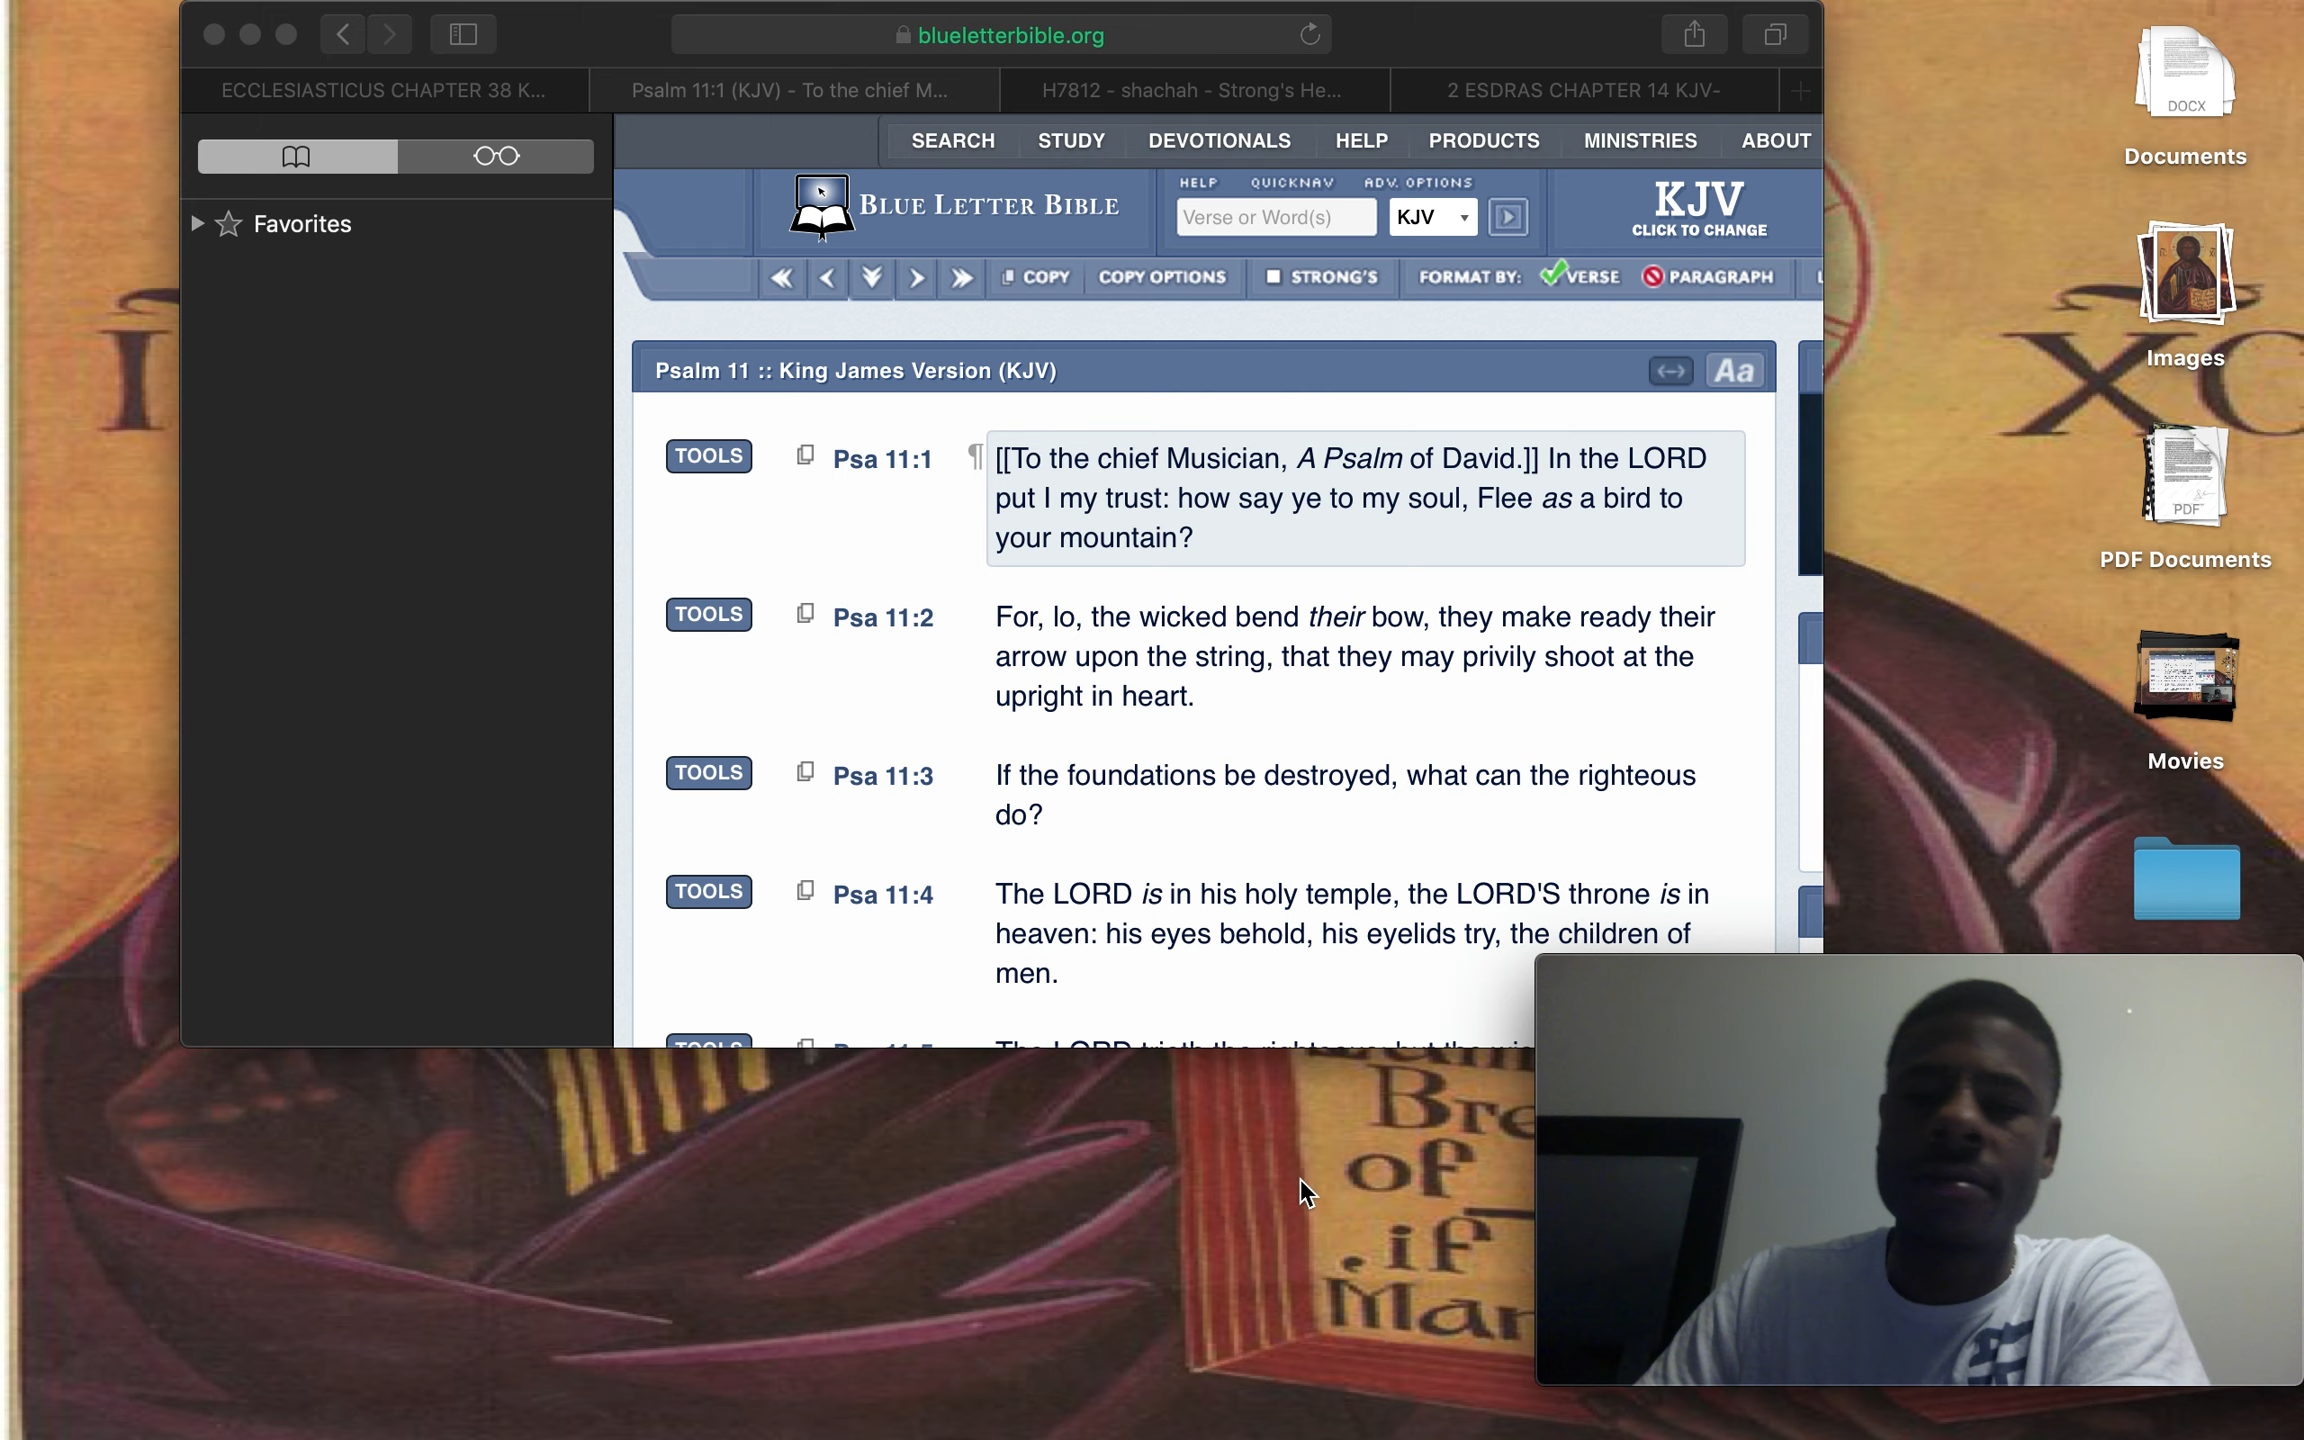 blueletterbible.org
ECCLESIASTICUS CHAPTER 38 K...
Psalm 11:1 (KJV) - To the chief M...
H7812 - shachah - Strong's He...
2 ESDRAS CHAPTER 14 KJV-
Favorites
SEARCH STUDY DEVOTIONALS HELP PRODUCTS MINISTRIES ABOUT
BLUE LETTER BIBLE
HELP QUICKNAV ADV. OPTIONS
Verse or Word(s)
KJV
KJV
CLICK TO CHANGE
COPY COPY OPTIONS STRONG'S FORMAT BY: VERSE PARAGRAPH
Psalm 11 :: King James Version (KJV)
Aa
TOOLS Psa 11:1 ¶ [[To the chief Musician, A Psalm of David.]] In the LORD
put I my trust: how say ye to my soul, Flee as a bird to
your mountain?
TOOLS Psa 11:2 For, lo, the wicked bend their bow, they make ready their
arrow upon the string, that they may privily shoot at the
upright in heart.
TOOLS Psa 11:3 If the foundations be destroyed, what can the righteous
do?
TOOLS Psa 11:4 The LORD is in his holy temple, the LORD'S throne is in
heaven: his eyes behold, his eyelids try, the children of
men.
DOCX
Documents
Images
PDF
PDF Documents
Movies
XC
of
if